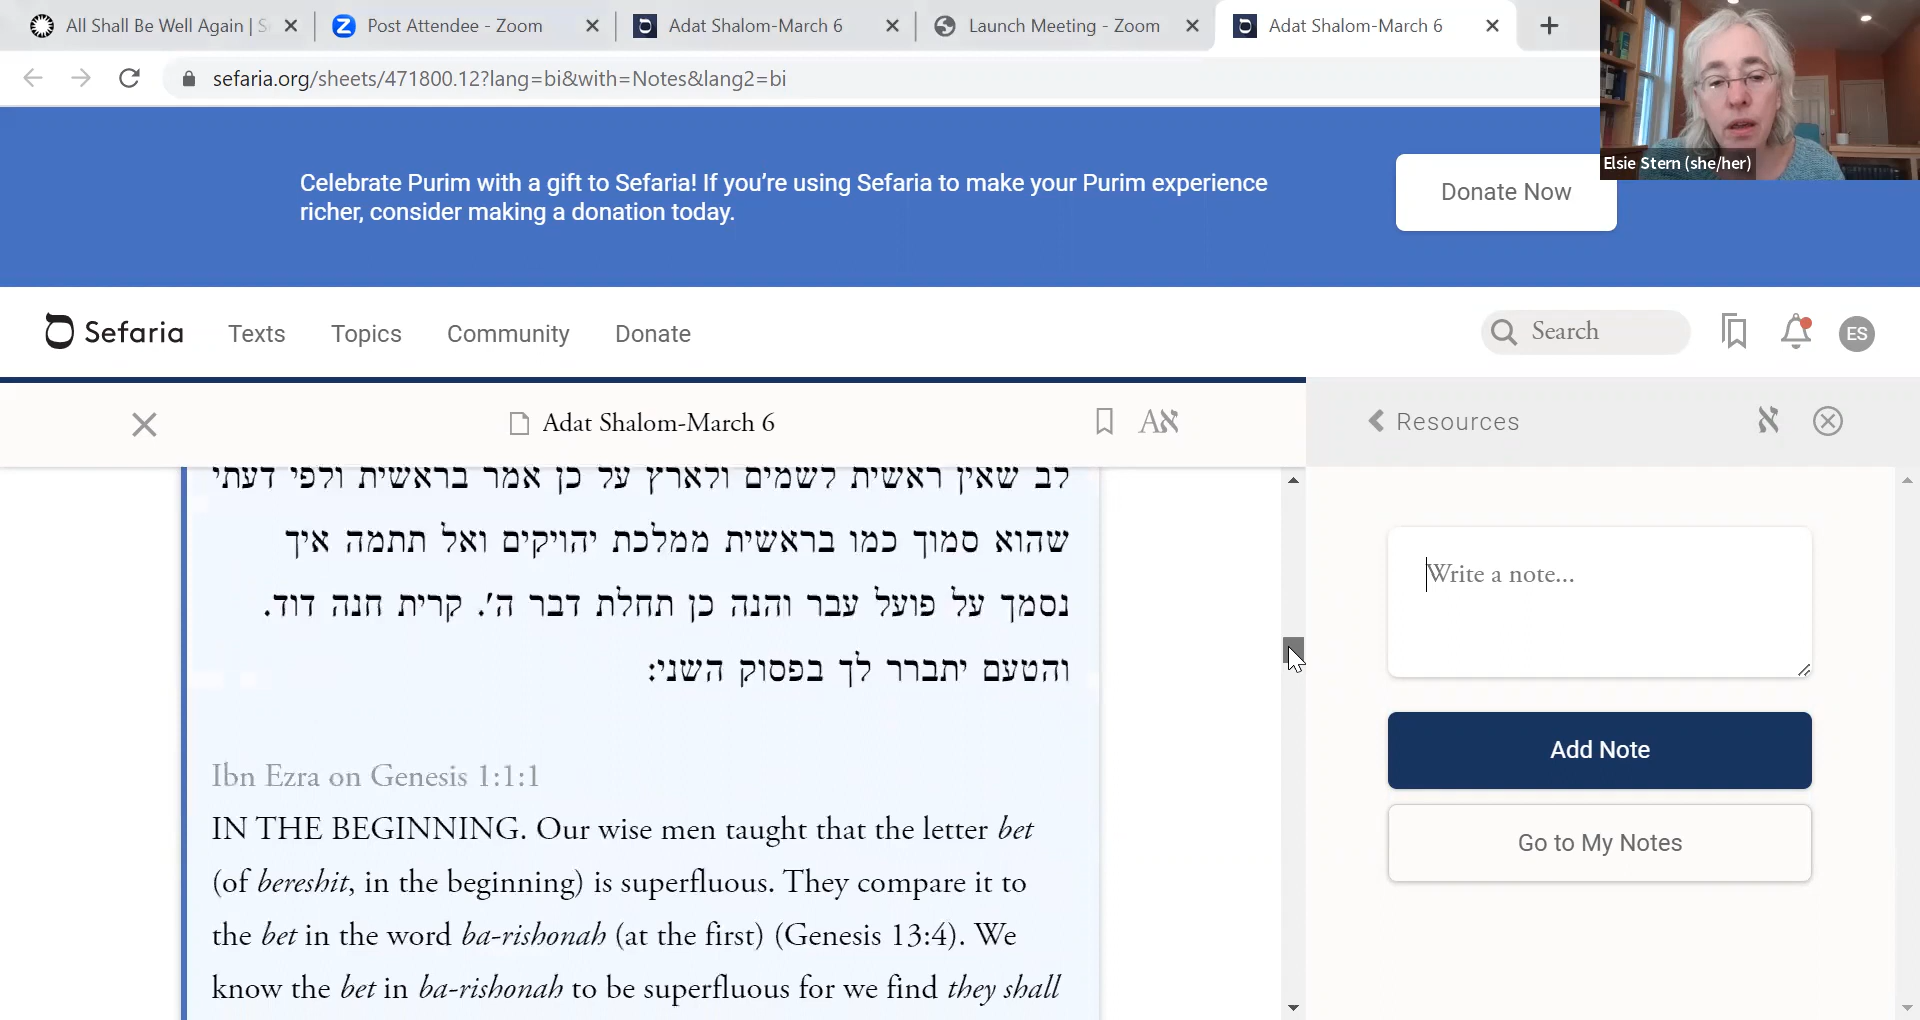 All Shall Be Well Again | S
Post Attendee - Zoom
Adat Shalom-March 6
Launch Meeting - Zoom
Adat Shalom-March 6
sefaria.org/sheets/471800.12?lang=bi&with=Notes&lang2=bi
Elsie Stern (she/her)
Celebrate Purim with a gift to Sefaria! If you’re using Sefaria to make your Purim experience
richer, consider making a donation today.
Donate Now
Sefaria
Texts
Topics
Community
Donate
Search
ES
Adat Shalom-March 6
Aא
Resources
א
לב שאין ראשית לשמים ולארץ על כן אמר בראשית ולפי דעתי
שהוא סמוך כמו בראשית ממלכת יהויקים ואל תתמה איך
נסמך על פועל עבר והנה כן תחלת דבר ה'. קרית חנה דוד.
והטעם יתברר לך בפסוק השני:
Ibn Ezra on Genesis 1:1:1
IN THE BEGINNING. Our wise men taught that the letter bet
(of bereshit, in the beginning) is superfluous. They compare it to
the bet in the word ba-rishonah (at the first) (Genesis 13:4). We
know the bet in ba-rishonah to be superfluous for we find they shall
Write a note...
Add Note
Go to My Notes